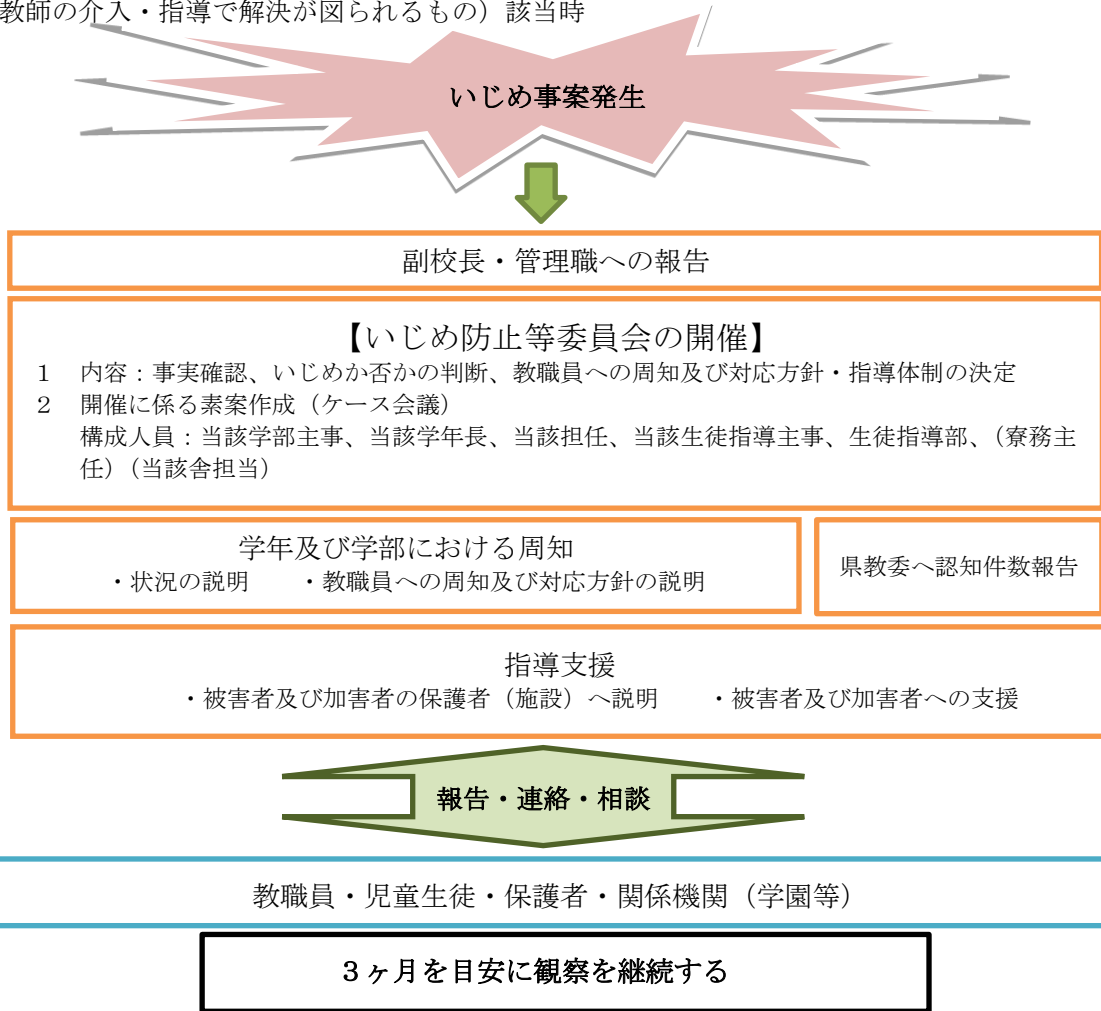 教師の介入・指導で解決が図られるもの）該当時
いじめ事案発生
副校長・管理職への報告
【いじめ防止等委員会の開催】
１　内容：事実確認、いじめか否かの判断、教職員への周知及び対応方針・指導体制の決定
２　開催に係る素案作成（ケース会議）
構成人員：当該学部主事、当該学年長、当該担任、当該生徒指導主事、生徒指導部、（寮務主
任）（当該舎担当）
学年及び学部における周知
・状況の説明　　・教職員への周知及び対応方針の説明
県教委へ認知件数報告
指導支援
・被害者及び加害者の保護者（施設）へ説明　　・被害者及び加害者への支援
報告・連絡・相談
教職員・児童生徒・保護者・関係機関（学園等）
３ヶ月を目安に観察を継続する